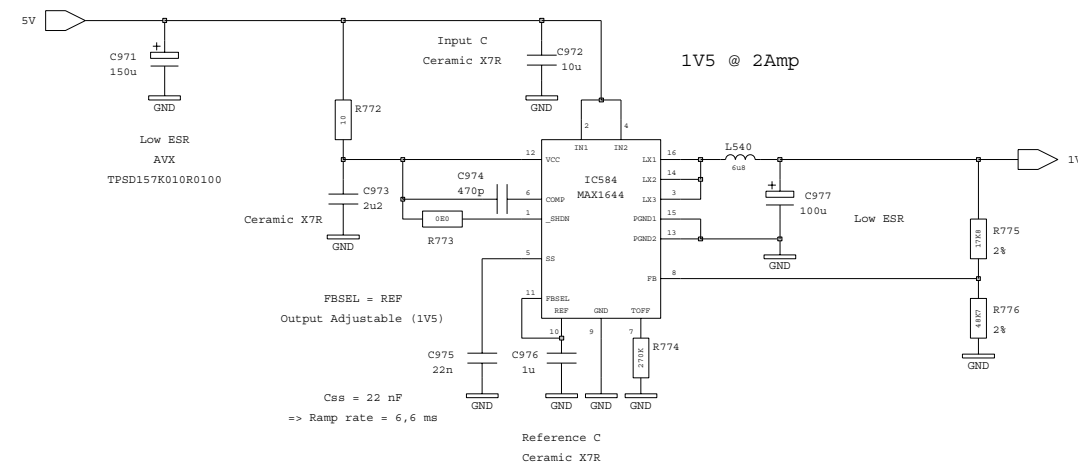 5V
C971
150u
GND
Low ESR
AVX
TPSD157K010R0100
R772
10
Input C
Ceramic X7R
C972
10u
GND
1V5 @ 2Amp
C973
2u2
Ceramic X7R
GND
C974
470p
0E0
R773
2
4
IN1
IN2
12
VCC
6
COMP
1
_SHDN
5
SS
11
FBSEL
REF
GND
TOFF
10
9
7
IC584
MAX1644
LX1
16
LX2
14
LX3
3
PGND1
15
PGND2
13
FB
8
L540
6u8
C977
100u
Low ESR
GND
1V
17K8
R775
2%
48K7
R776
2%
GND
FBSEL = REF
Output Adjustable (1V5)
C975
22n
GND
C976
1u
GND
GND
270K
R774
GND
Css = 22 nF
=> Ramp rate = 6,6 ms
Reference C
Ceramic X7R